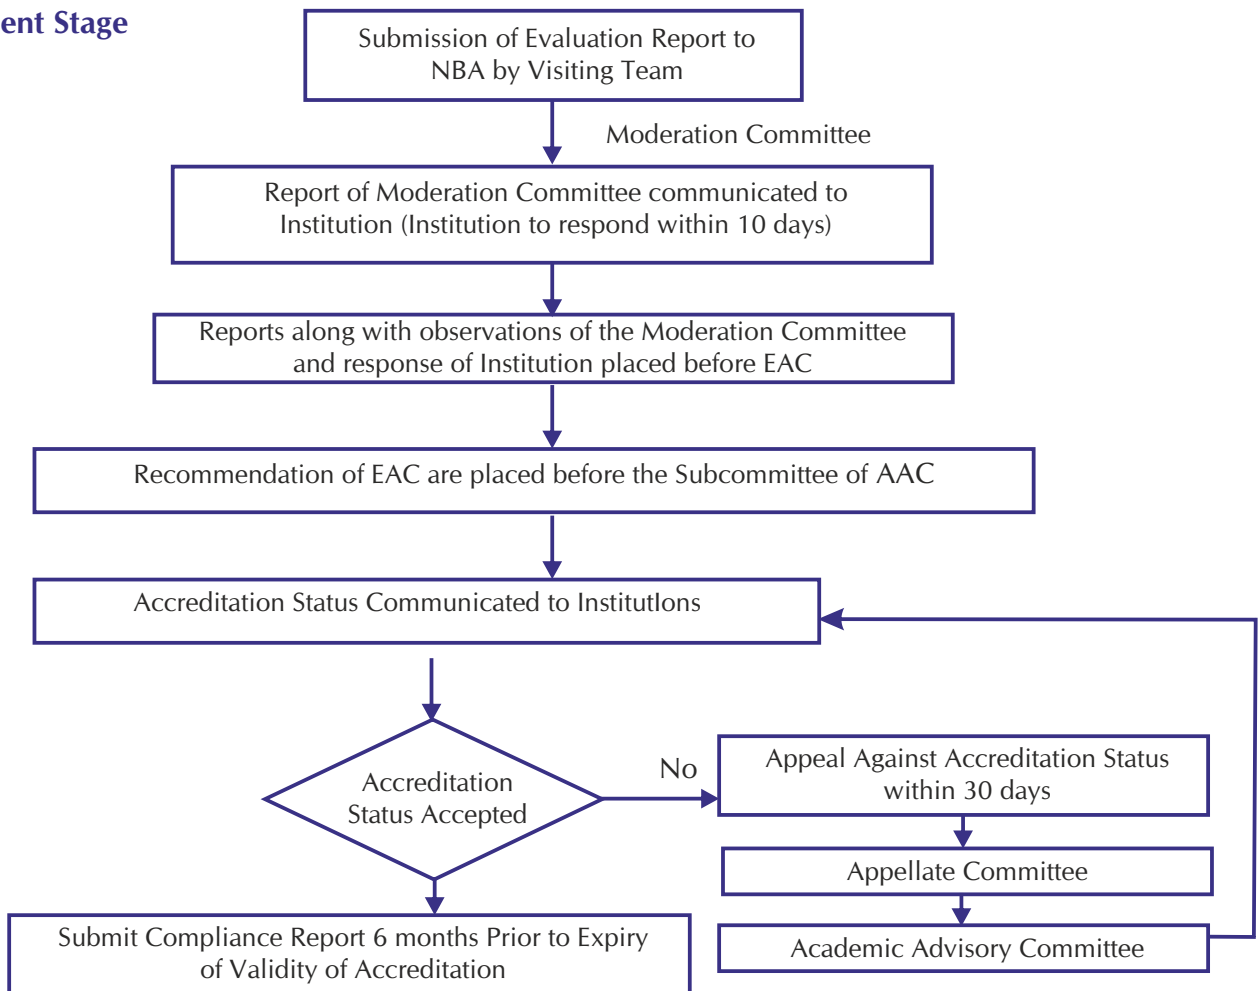 ent Stage
Submission of Evaluation Report to
NBA by Visiting Team
Moderation Committee
Report of Moderation Committee communicated to
Institution (Institution to respond within 10 days)
Reports along with observations of the Moderation Committee
and response of Institution placed before EAC
Recommendation of EAC are placed before the Subcommittee of AAC
Accreditation Status Communicated to InstitutIons
Accreditation
Status Accepted
No
Appeal Against Accreditation Status
within 30 days
Appellate Committee
Academic Advisory Committee
Submit Compliance Report 6 months Prior to Expiry
of Validity of Accreditation